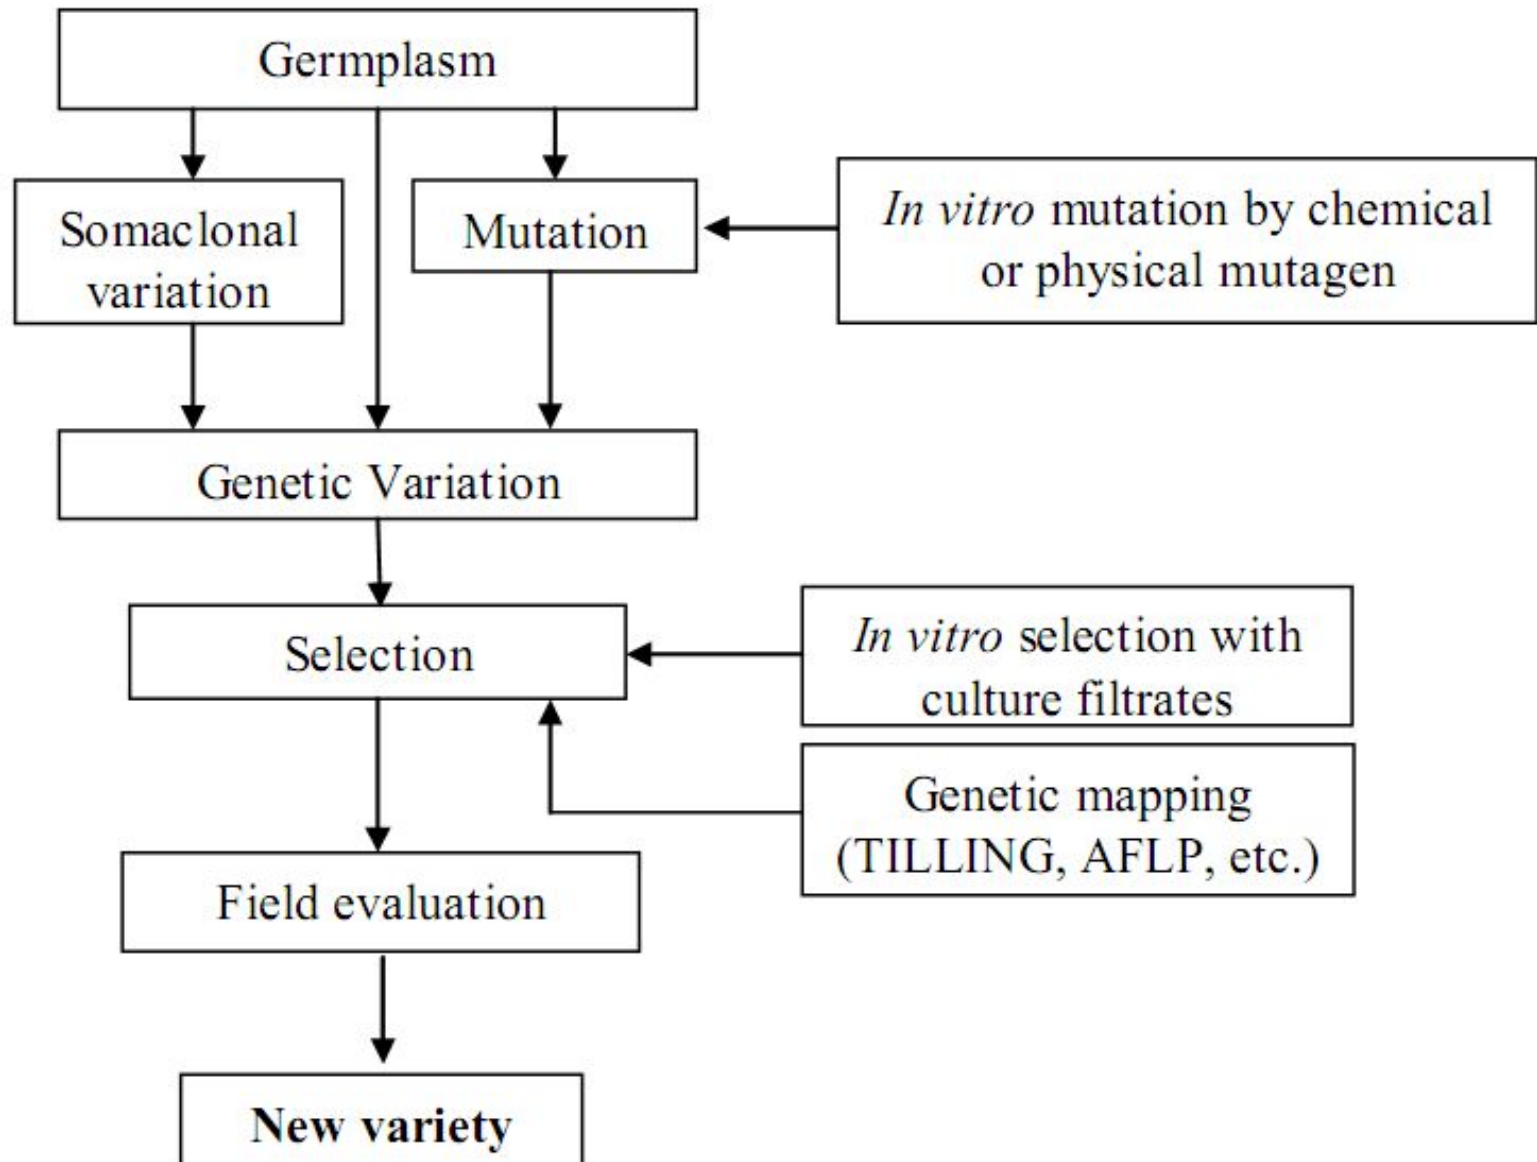 Germplasm
Somaclonal
variation
Mutation
In vitro mutation by chemical
or physical mutagen
Genetic Variation
Selection
In vitro selection with
culture filtrates
Genetic mapping
(TILLING, AFLP, etc.)
Field evaluation
New variety